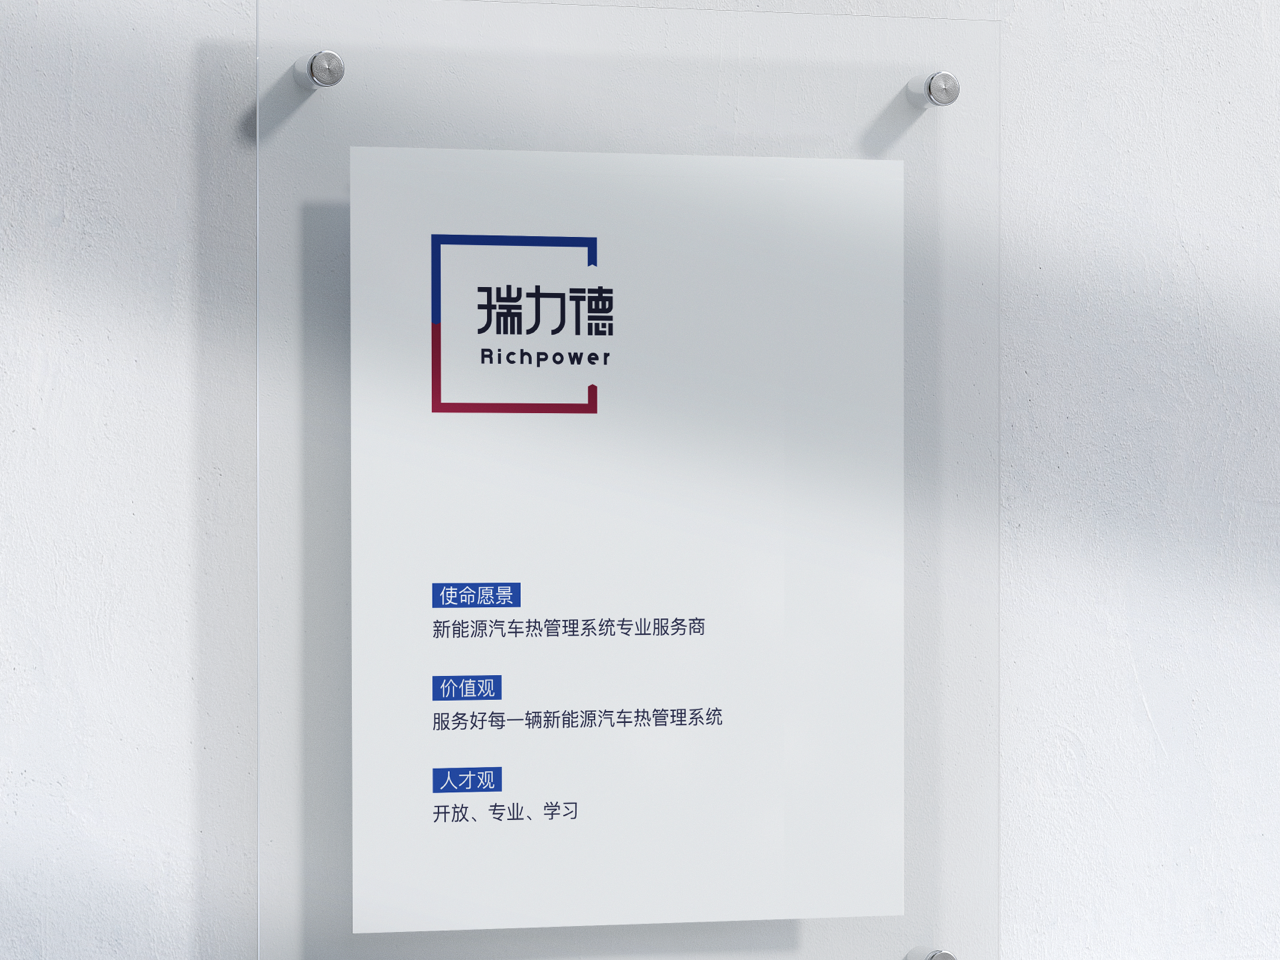 瑞力德
Richpower
使命愿景
新能源汽车热管理系统专业服务商
价值观
服务好每一辆新能源汽车热管理系统
人才观
开放、专业、学习